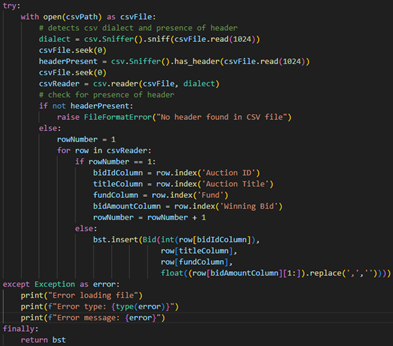 try:
    with open(csvPath) as csvFile:
        # detects csv dialect and presence of header
        dialect = csv.Sniffer().sniff(csvFile.read(1024))
        csvFile.seek(0)
        headerPresent = csv.Sniffer().has_header(csvFile.read(1024))
        csvFile.seek(0)
        csvReader = csv.reader(csvFile, dialect)
        # check for presence of header
        if not headerPresent:
            raise FileFormatError("No header found in CSV file")
        else:
            rowNumber = 1
            for row in csvReader:
                if rowNumber == 1:
                    bidIdColumn = row.index('Auction ID')
                    titleColumn = row.index('Auction Title')
                    fundColumn = row.index('Fund')
                    bidAmountColumn = row.index('Winning Bid')
                    rowNumber = rowNumber + 1
                else:
                    bst.insert(Bid(int(row[bidIdColumn]),
                                   row[titleColumn],
                                   row[fundColumn],
                                   float((row[bidAmountColumn][1:]).replace(',',''))))
except Exception as error:
    print("Error loading file")
    print(f"Error type: {type(error)}")
    print(f"Error message: {error}")
finally:
    return bst